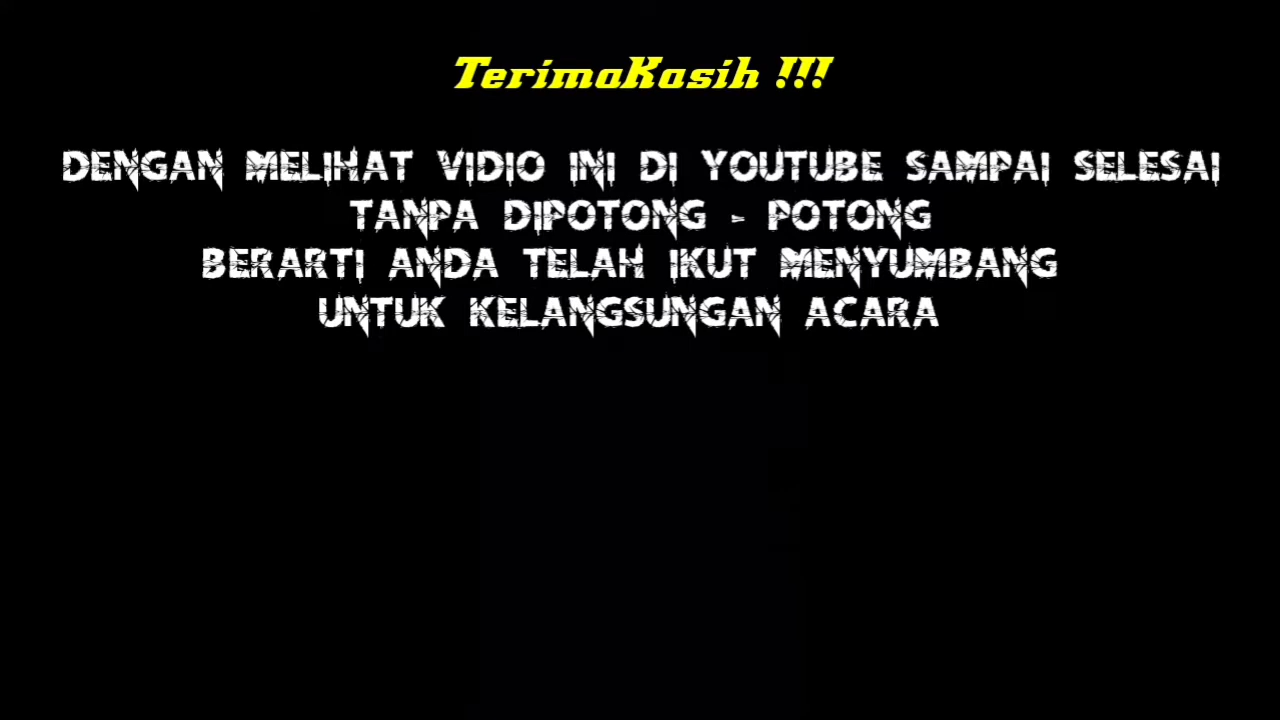 TerimaKasih !!!
DENGAN MELIHAT VIDIO INI DI YOUTUBE SAMPAI SELESAI
TANPA DIPOTONG - POTONG
BERARTI ANDA TELAH IKUT MENYUMBANG
UNTUK KELANGSUNGAN ACARA